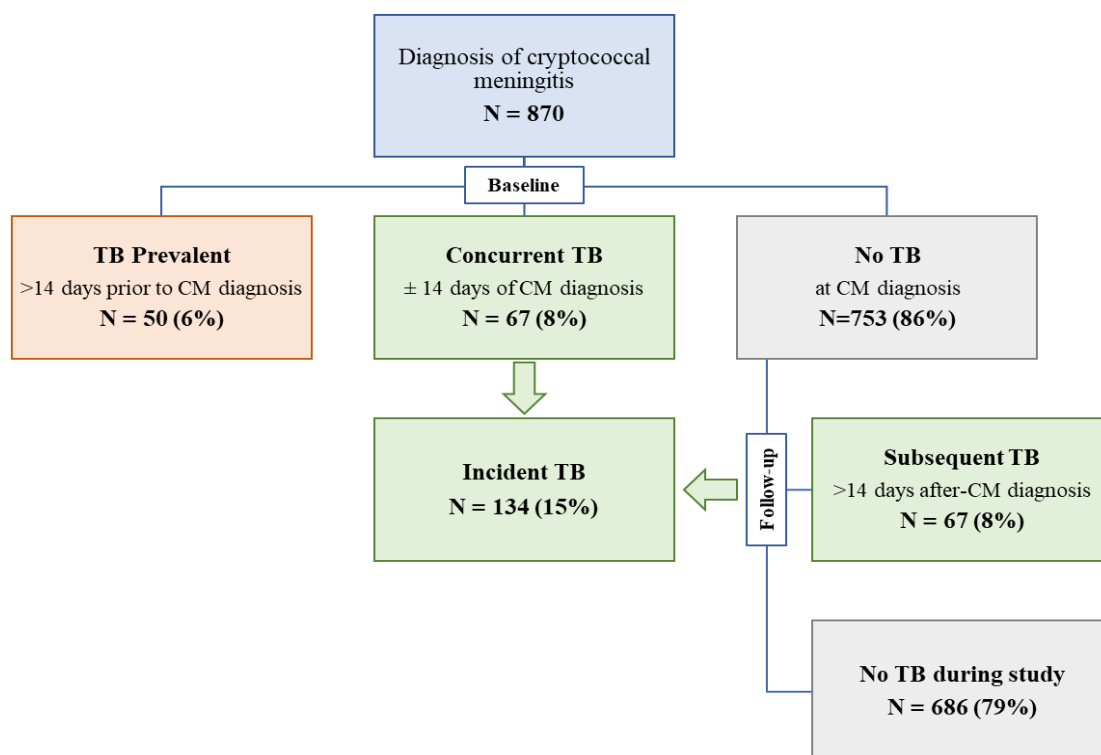 Diagnosis of cryptococcal
meningitis
N = 870
Baseline
TB Prevalent
>14 days prior to CM diagnosis
N = 50 (6%)
Concurrent TB
± 14 days of CM diagnosis
N = 67 (8%)
No TB
at CM diagnosis
N=753 (86%)
Incident TB
N = 134 (15%)
Follow-up
Subsequent TB
>14 days after-CM diagnosis
N = 67 (8%)
No TB during study
N = 686 (79%)